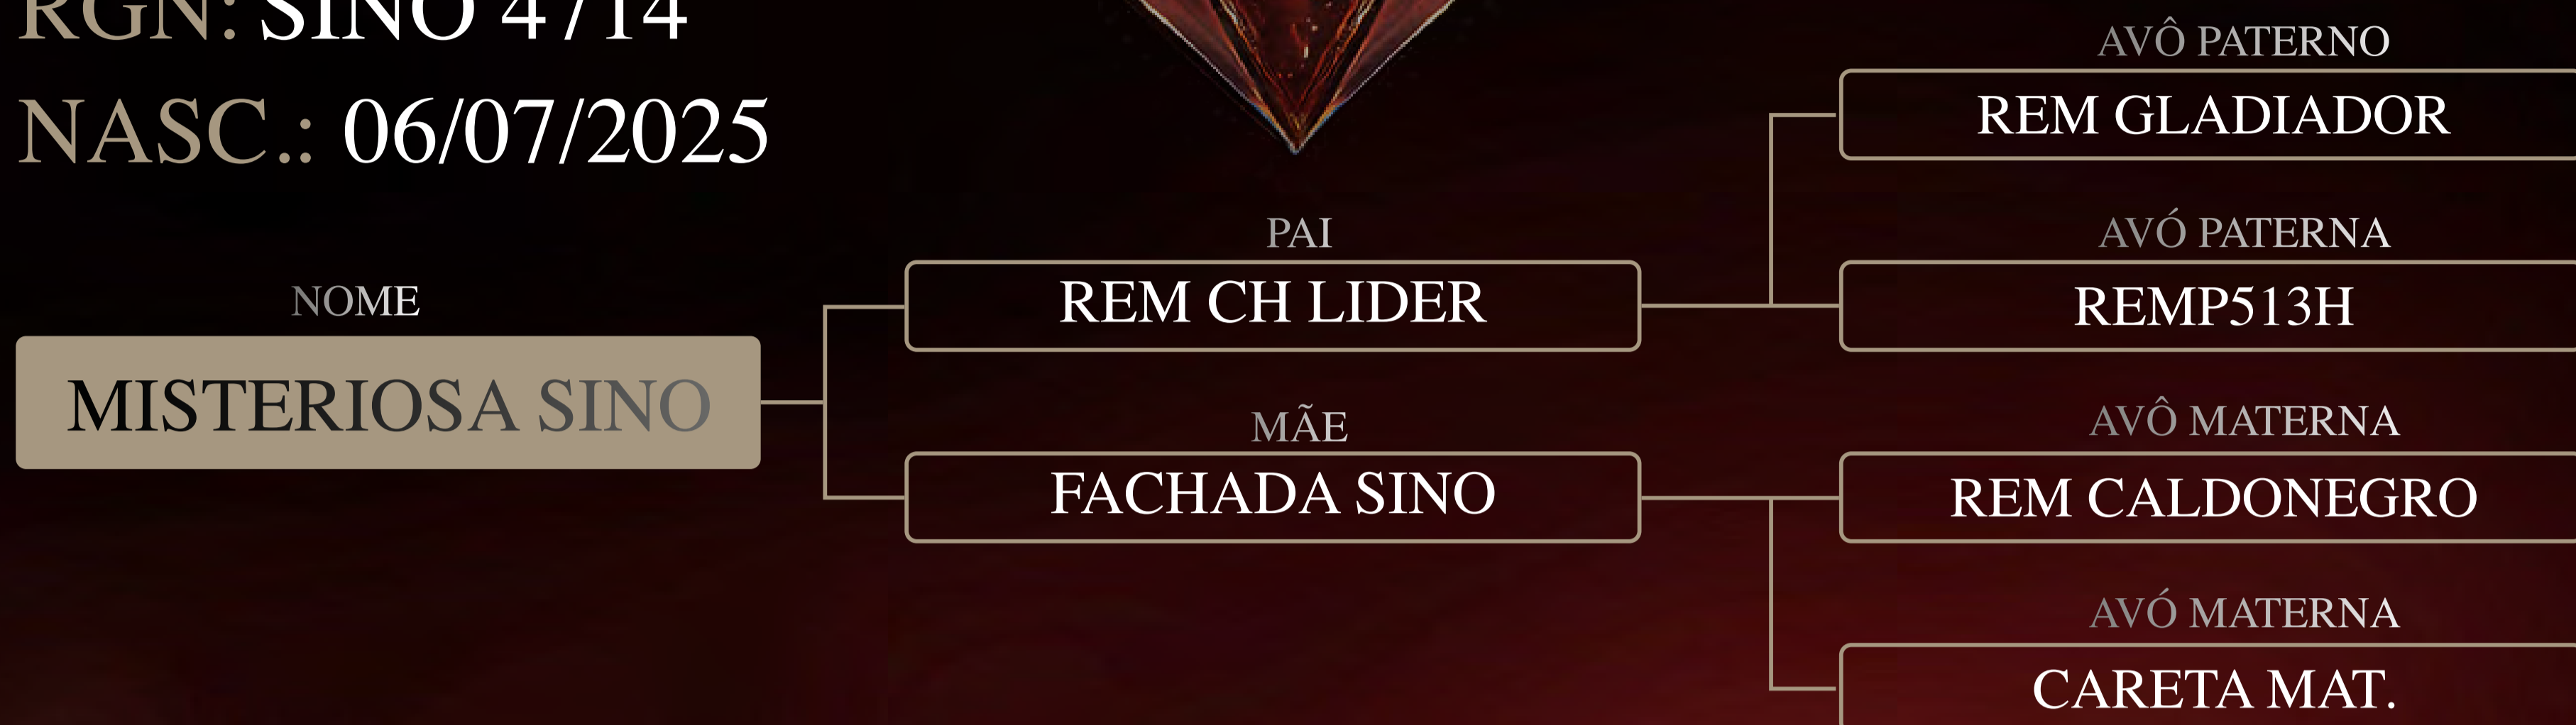 RGN: SINO 4714
NASC.: 06/07/2025
NOME
MISTERIOSA SINO
PAI
REM CH LIDER
MÃE
FACHADA SINO
AVÔ PATERNO
REM GLADIADOR
AVÓ PATERNA
REMP513H
AVÔ MATERNA
REM CALDONEGRO
AVÓ MATERNA
CARETA MAT.